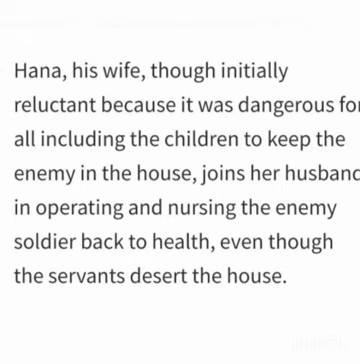 Hana, his wife, though initially
reluctant because it was dangerous for
all including the children to keep the
enemy in the house, joins her husband
in operating and nursing the enemy
soldier back to health, even though
the servants desert the house.